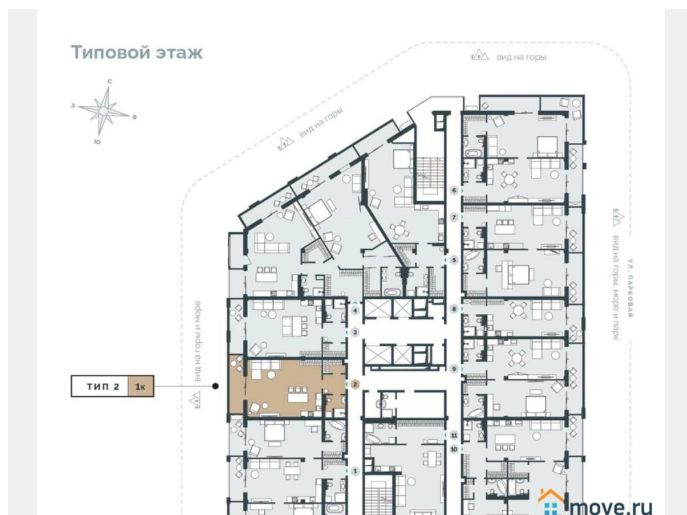 Типовой этаж
С
З
В
Ю
вид на горы
вид на горы
6
7
5
вид на горы, море и парк
УЛ. ПАРКОВАЯ
4
8
3
вид на горы и море
9
ТИП 2 1к
2
11
10
1
move.ru